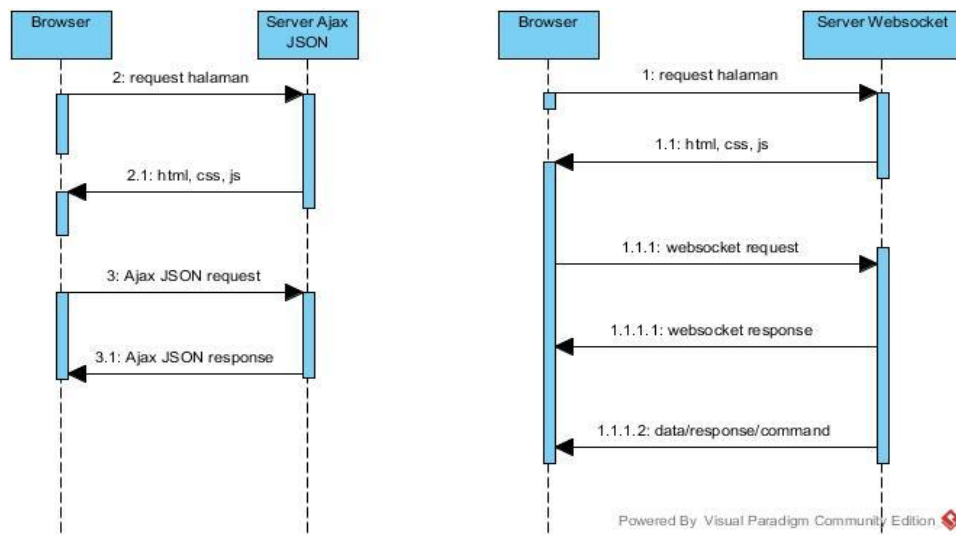 Browser
Server Ajax
JSON
2: request halaman
2.1: html, css, js
3: Ajax JSON request
3.1: Ajax JSON response
Browser
Server Websocket
1: request halaman
1.1: html, css, js
1.1.1: websocket request
1.1.1.1: websocket response
1.1.1.2: data/response/command
Powered By Visual Paradigm Community Edition